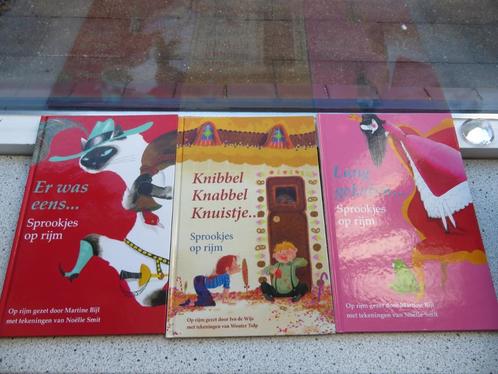 Er was
eens...
Sprookjes
op rijm
Op rijm gezet door Martine Bijl
met tekeningen van Noëlle Smit
Knibbel
Knabbel
Knuistje...
Sprookjes
op rijm
Op rijm gezet door Ivo de Wijs
met tekeningen van Wouter Tulp
Lang
Sprookjes
op rijm
Op rijm gezet door Martine Bijl
met tekeningen van Noëlle Smit